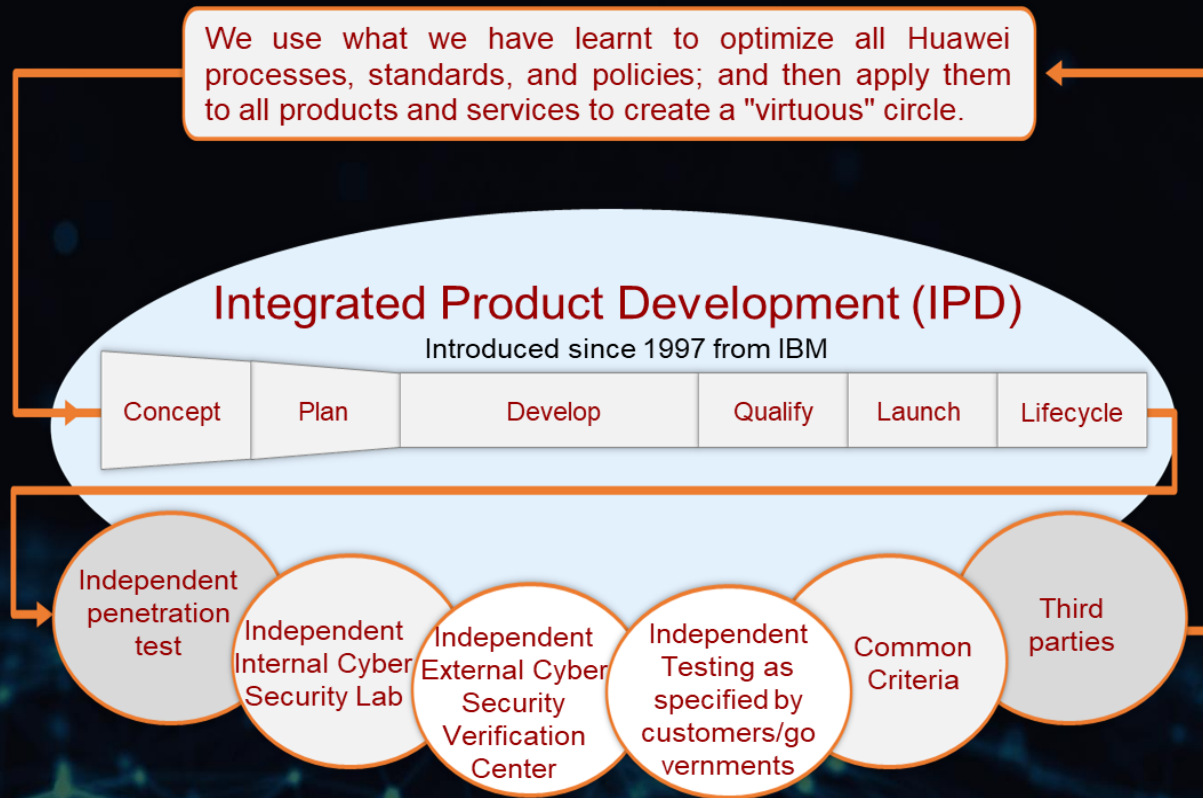 We use what we have learnt to optimize all Huawei
processes, standards, and policies; and then apply them
to all products and services to create a "virtuous" circle.
Integrated Product Development (IPD)
Introduced since 1997 from IBM
Concept
Plan
Develop
Qualify
Launch
Lifecycle
Independent
penetration
test
Independent
Internal Cyber
Security Lab
Independent
External Cyber
Security
Verification
Center
Independent
Testing as
specified by
customers/go
vernments
Common
Criteria
Third
parties